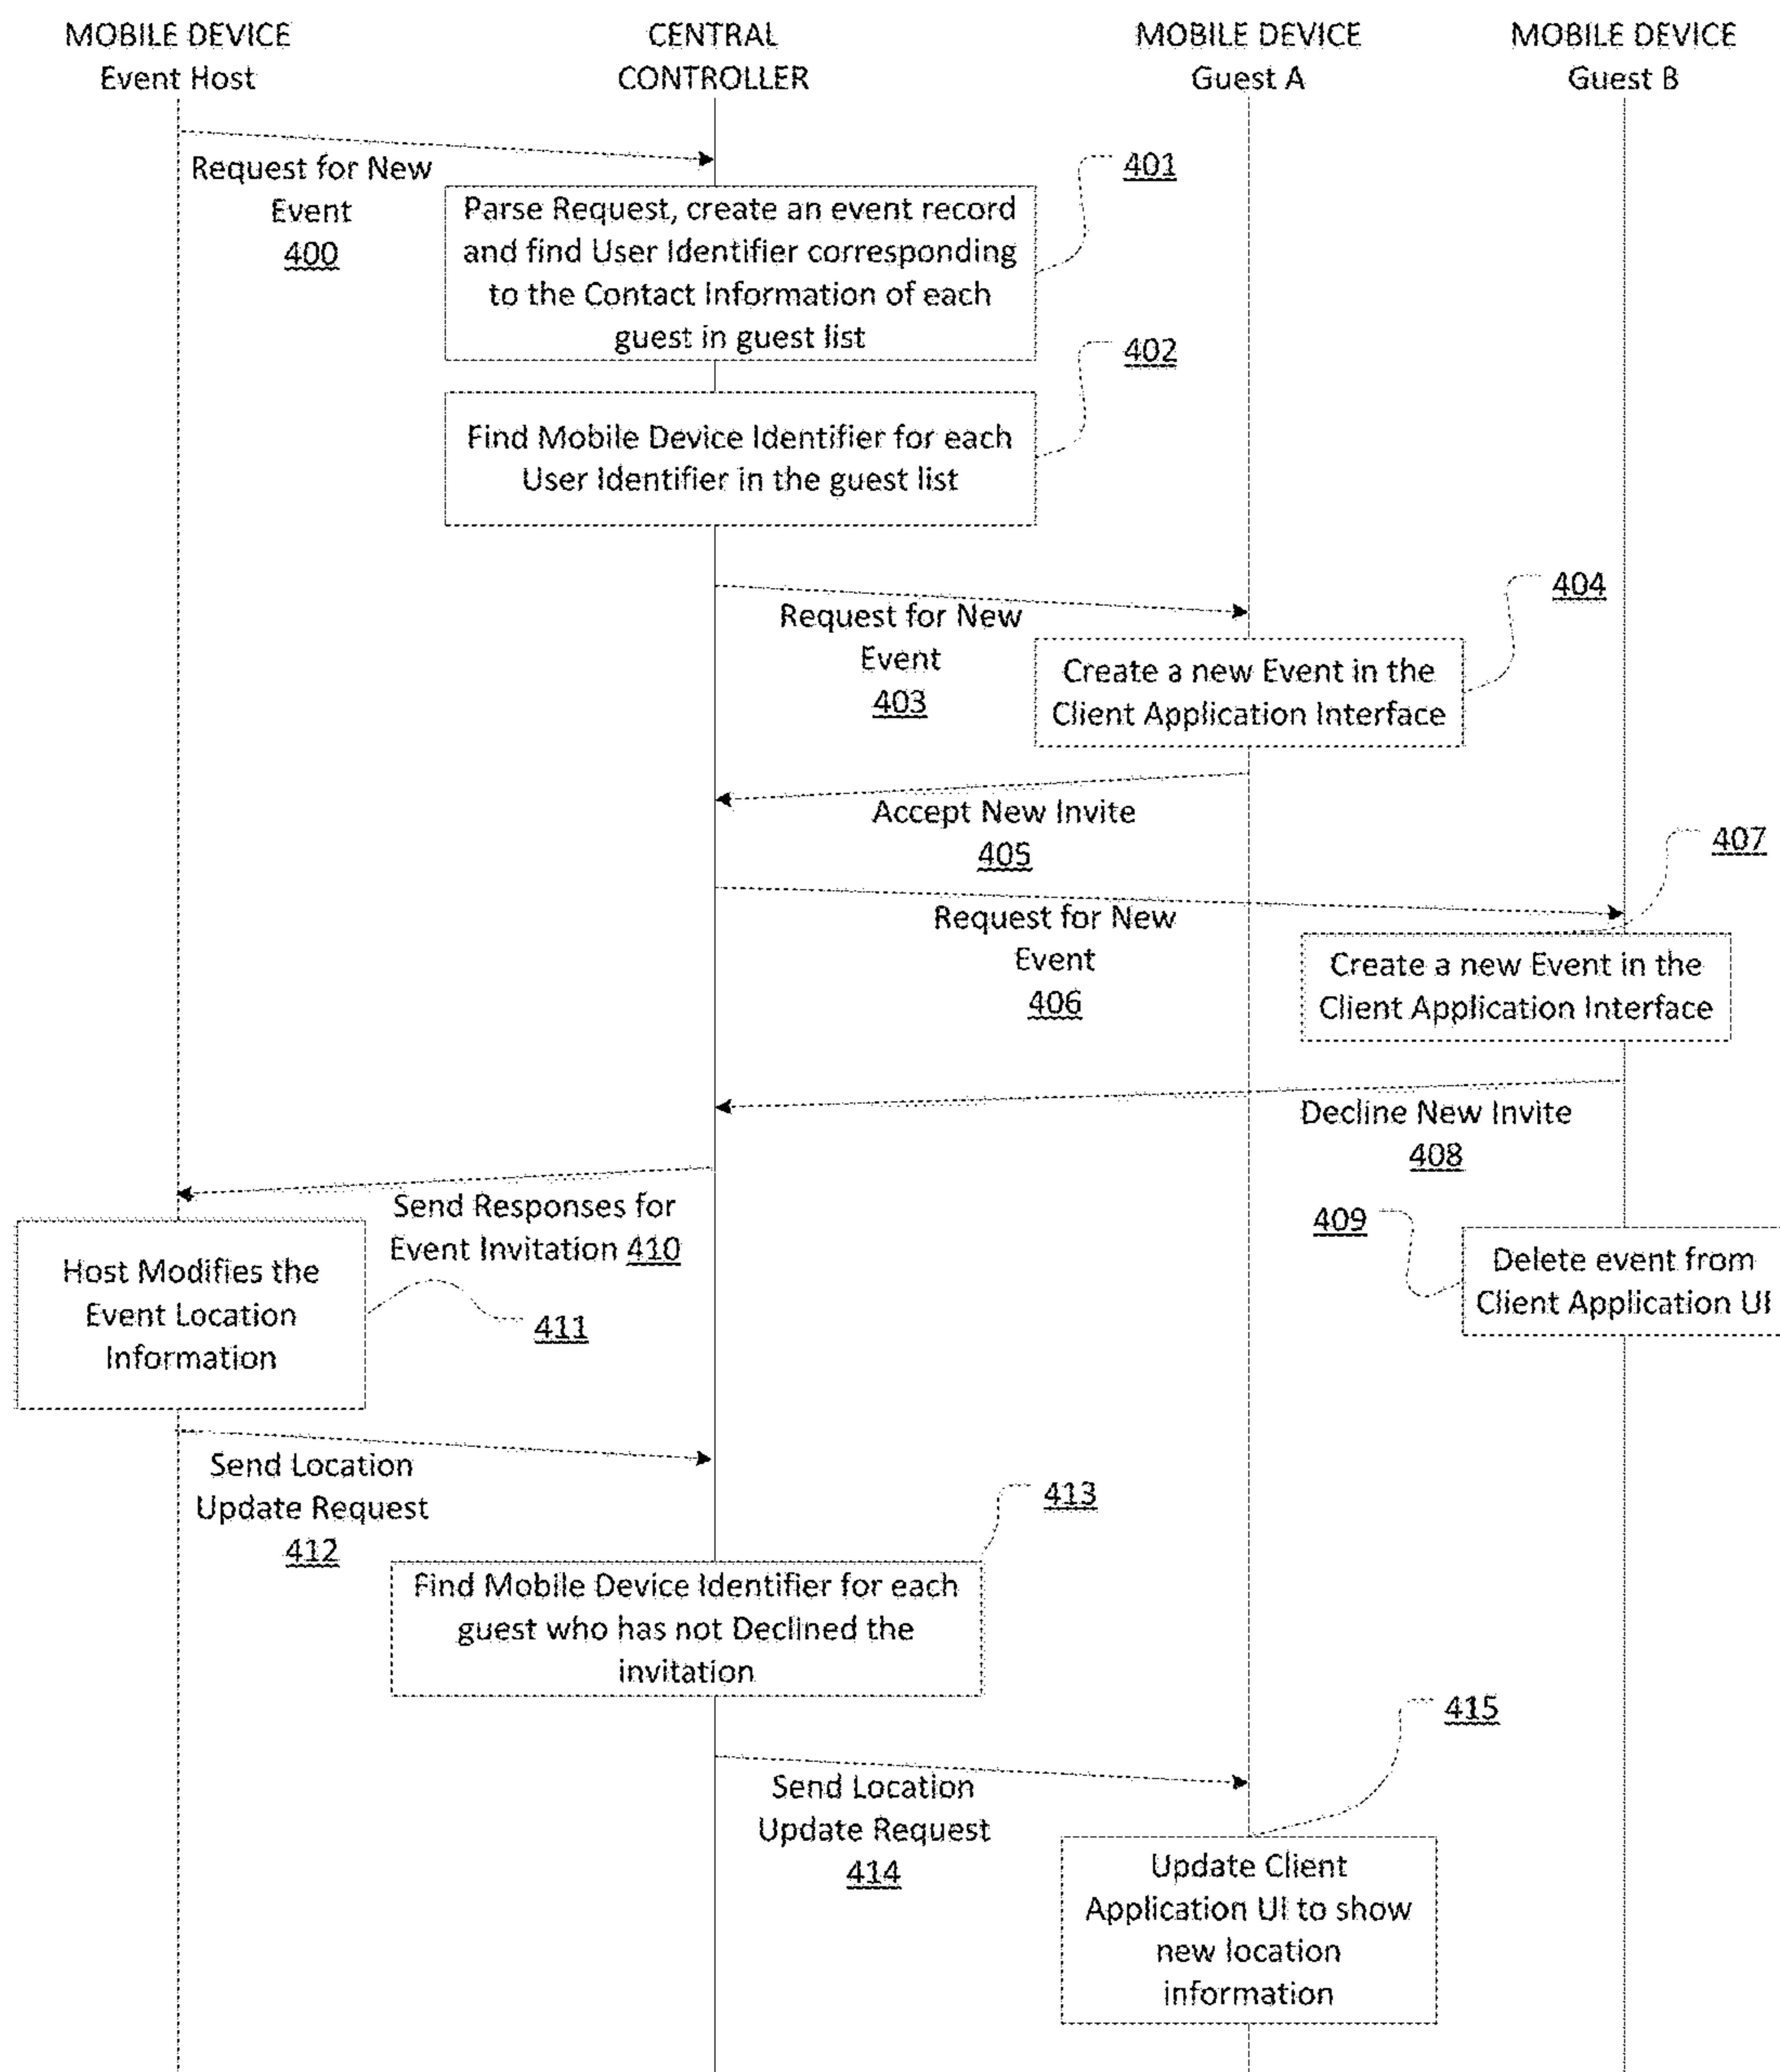 MOBILE DEVICE
Event Host
CENTRAL
CONTROLLER
MOBILE DEVICE
Guest A
MOBILE DEVICE
Guest B
Request for New
Event
400
401
Parse Request, create an event record
and find User Identifier corresponding
to the Contact Information of each
guest in guest list
402
Find Mobile Device Identifier for each
User Identifier in the guest list
Request for New
Event
403
404
Create a new Event in the
Client Application Interface
Accept New Invite
405
Request for New
Event
406
407
Create a new Event in the
Client Application Interface
Decline New Invite
408
Send Responses for
Event Invitation 410
409
Delete event from
Client Application UI
Host Modifies the
Event Location
Information
411
Send Location
Update Request
412
413
Find Mobile Device Identifier for each
guest who has not Declined the
invitation
Send Location
Update Request
414
415
Update Client
Application UI to show
new location
information